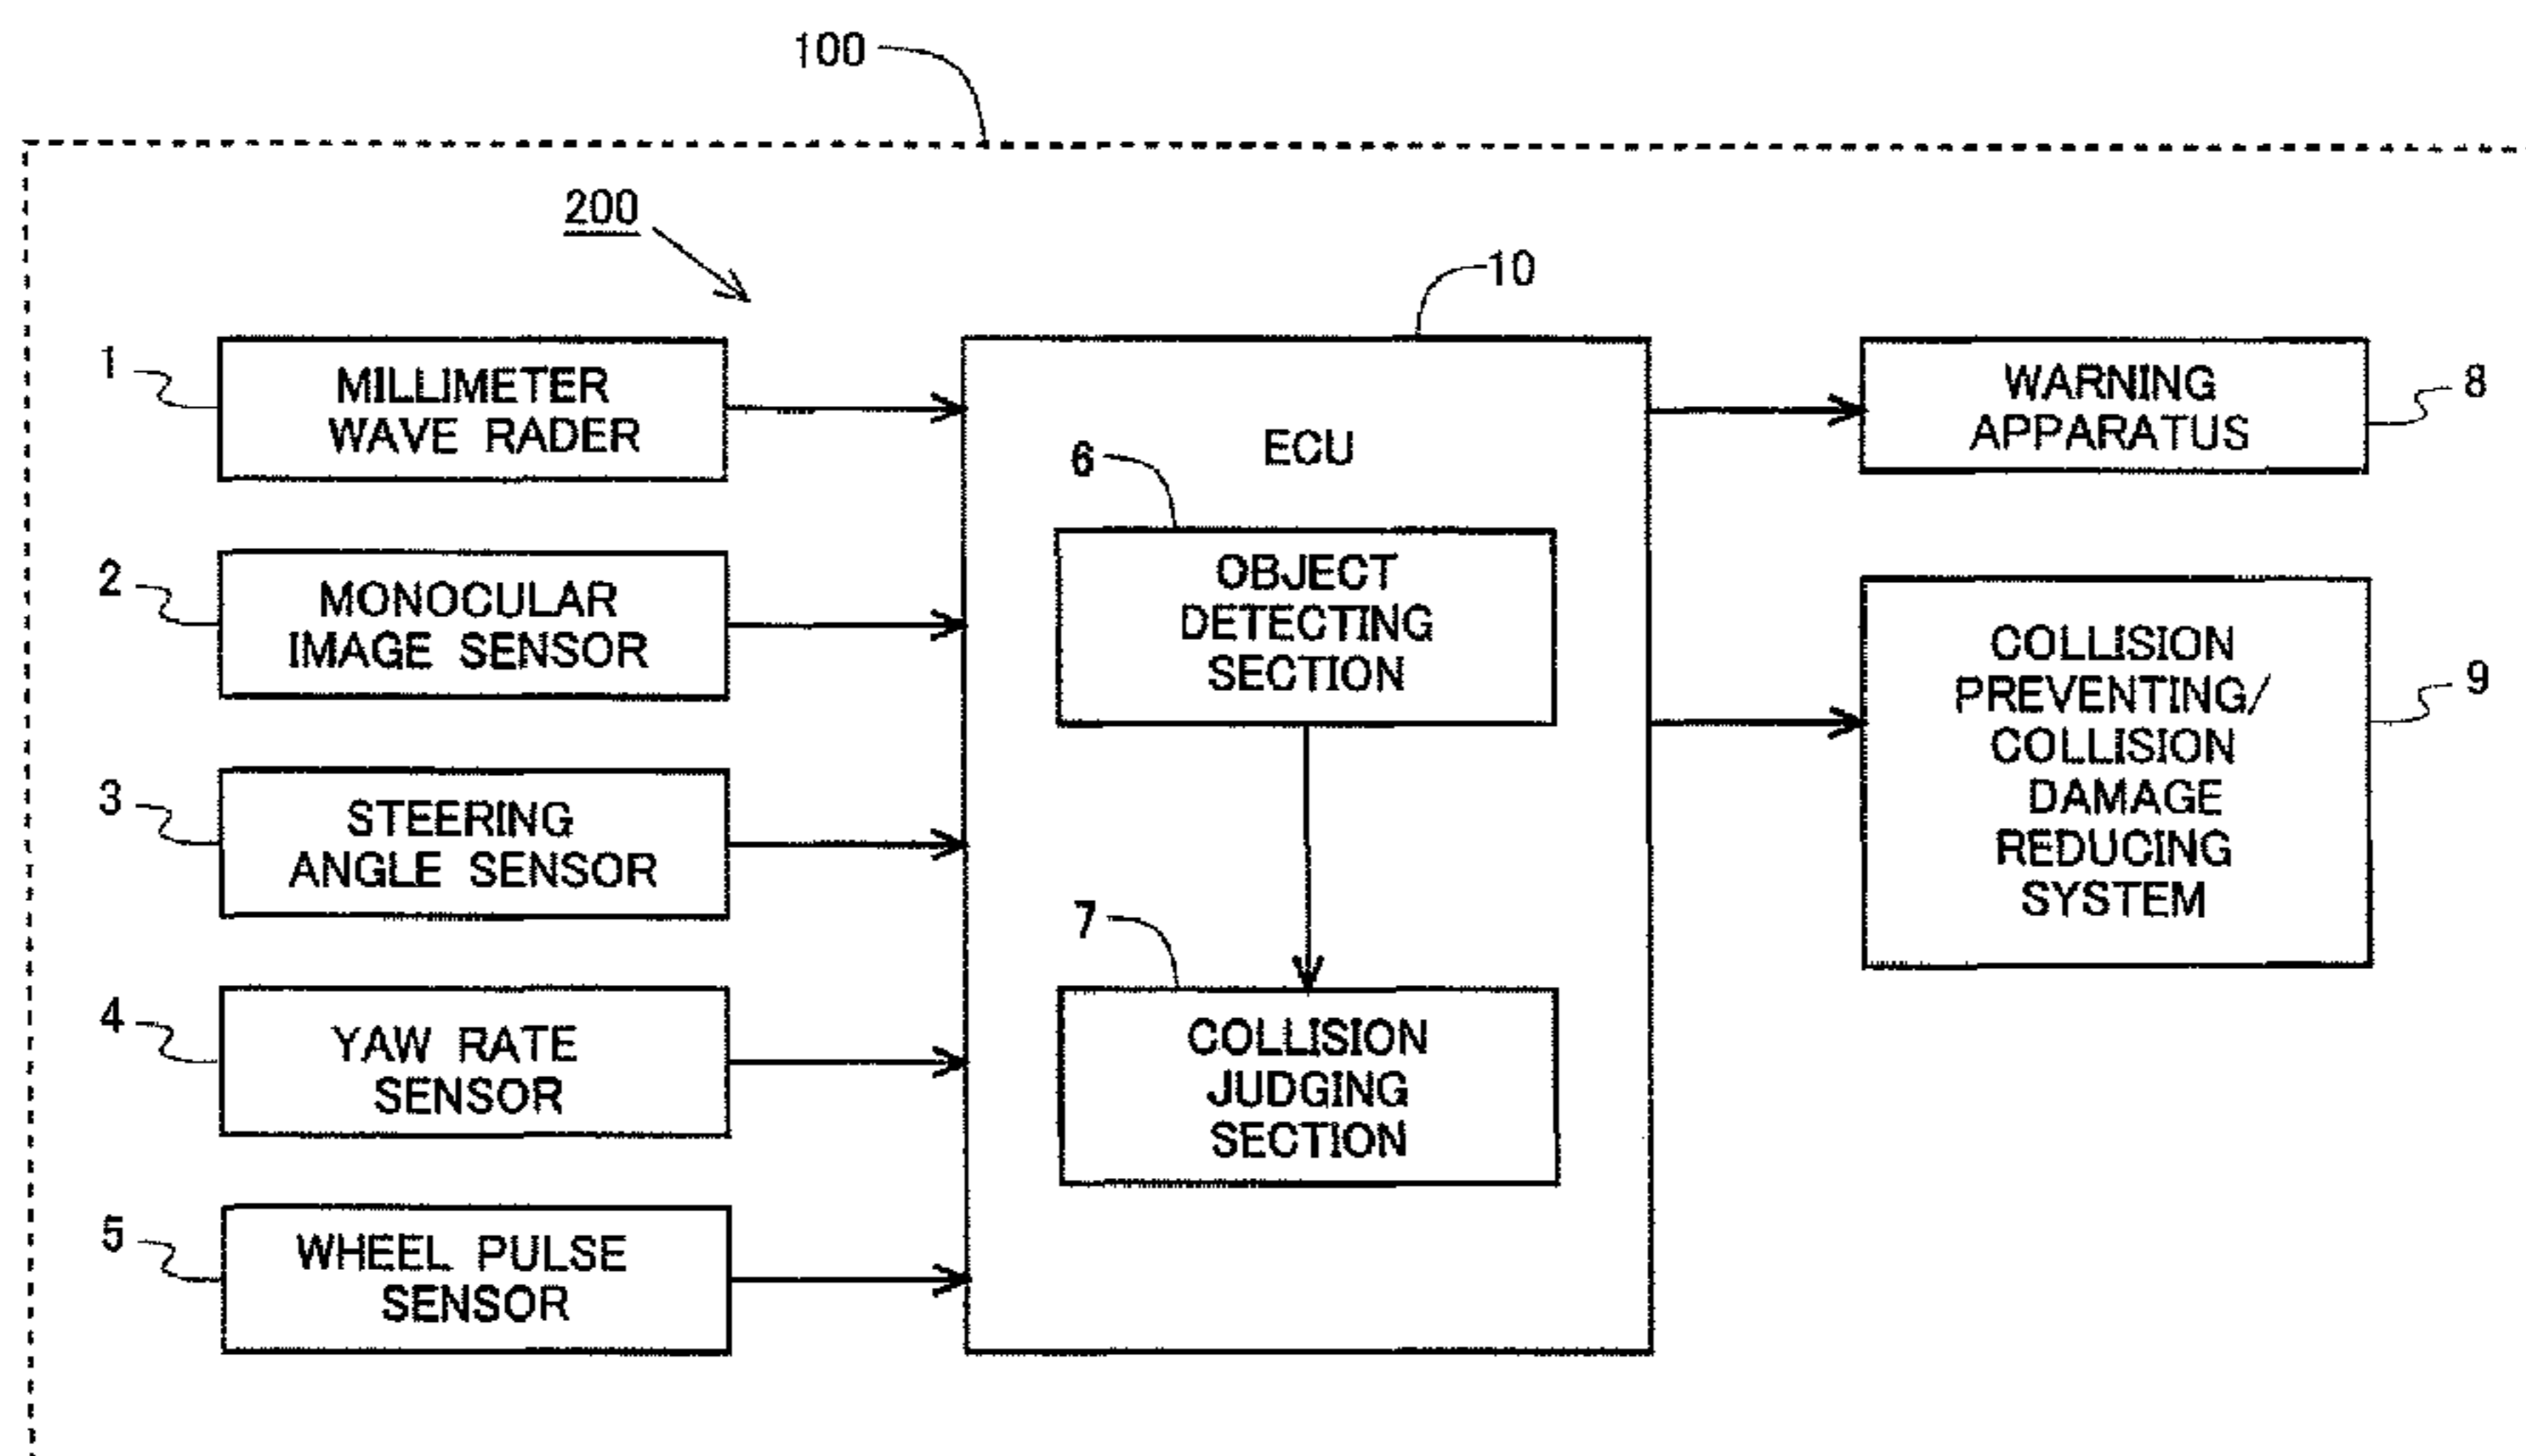 100
200
10
1
MILLIMETER
WAVE RADER
2
MONOCULAR
IMAGE SENSOR
3
STEERING
ANGLE SENSOR
4
YAW RATE
SENSOR
5
WHEEL PULSE
SENSOR
ECU
6
OBJECT
DETECTING
SECTION
7
COLLISION
JUDGING
SECTION
WARNING
APPARATUS
8
COLLISION
PREVENTING/
COLLISION
DAMAGE
REDUCING
SYSTEM
9